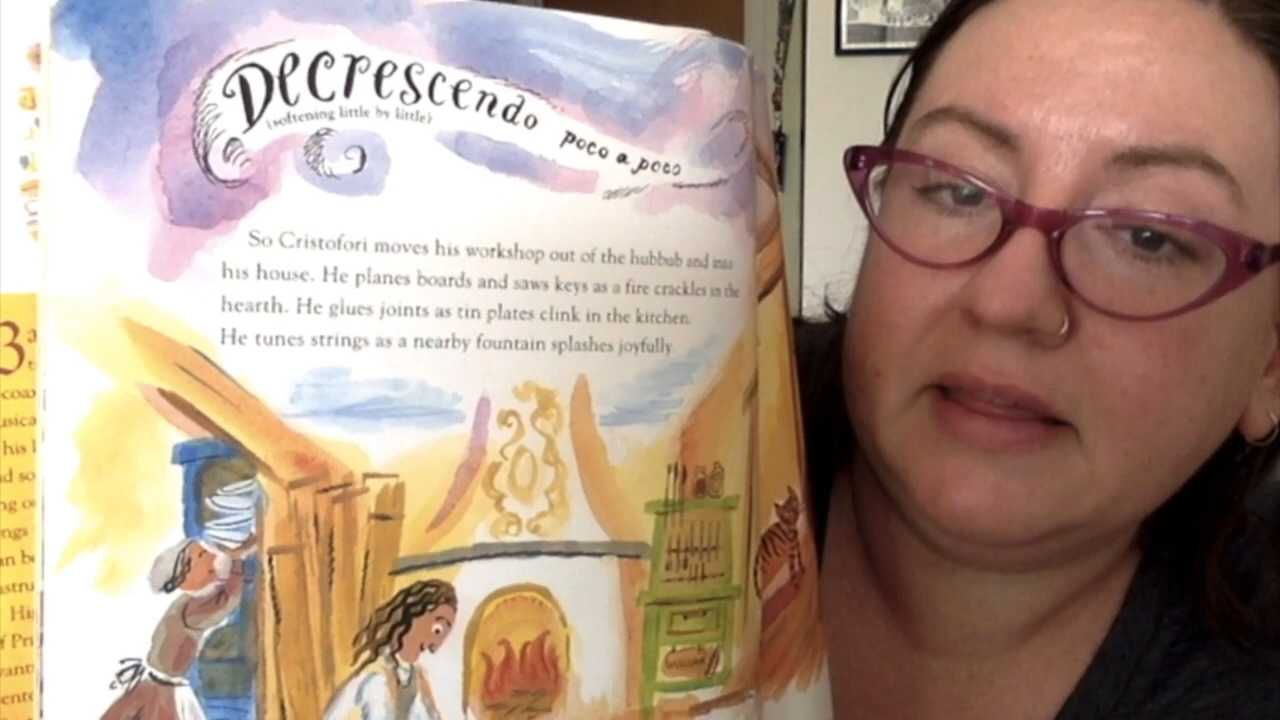 Decrescendo poco a poco
(softening little by little)
So Cristofori moves his workshop out of the hubbub and into
his house. He planes boards and saws keys as a fire crackles in the
hearth. He glues joints as tin plates clink in the kitchen.
He tunes strings as a nearby fountain splashes joyfully.